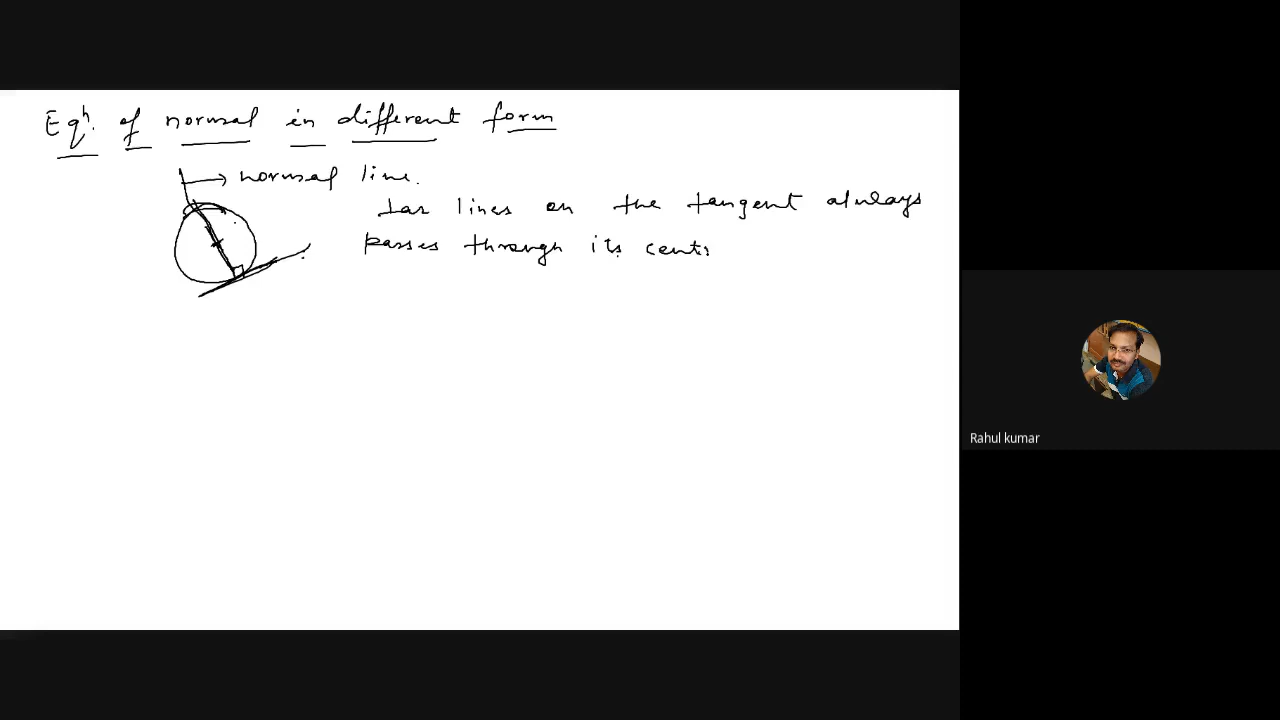 Eqⁿ. of normal in different form
normal line.
⊥ar lines on the tangent always
passes through its cent
Rahul kumar